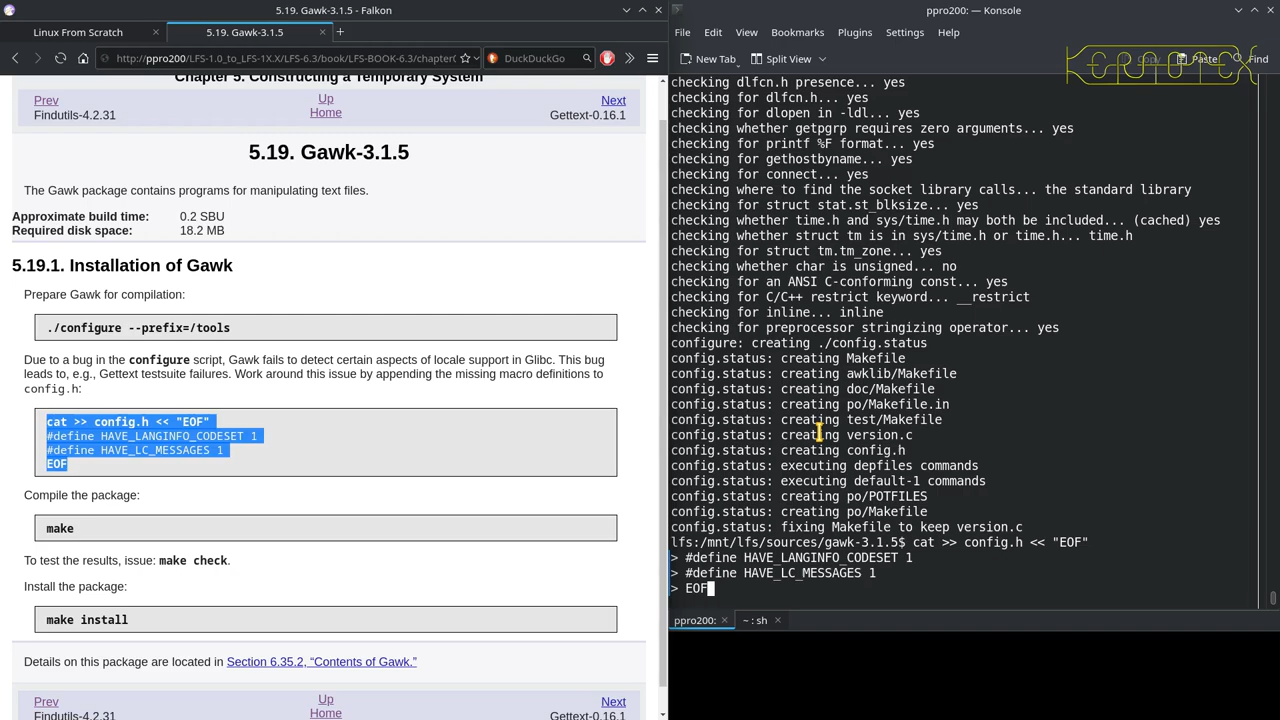 5.19. Gawk-3.1.5 - Falkon
Linux From Scratch
5.19. Gawk-3.1.5
http://ppro200/LFS-1.0_to_LFS-1X.X/LFS-6.3/book/LFS-BOOK-6.3/chapter(
DuckDuckGo
Chapter 5. Constructing a Temporary System
Prev
Up
Next
Findutils-4.2.31
Home
Gettext-0.16.1
5.19. Gawk-3.1.5
The Gawk package contains programs for manipulating text files.
Approximate build time: 0.2 SBU
Required disk space: 18.2 MB
5.19.1. Installation of Gawk
Prepare Gawk for compilation:
./configure --prefix=/tools
Due to a bug in the configure script, Gawk fails to detect certain aspects of locale support in Glibc. This bug
leads to, e.g., Gettext testsuite failures. Work around this issue by appending the missing macro definitions to
config.h:
cat >> config.h << "EOF"
#define HAVE_LANGINFO_CODESET 1
#define HAVE_LC_MESSAGES 1
EOF
Compile the package:
make
To test the results, issue: make check.
Install the package:
make install
Details on this package are located in Section 6.35.2, “Contents of Gawk.”
Prev
Up
Next
Findutils-4.2.31
Home
Gettext-0.16.1
ppro200: — Konsole
File Edit View Bookmarks Plugins Settings Help
New Tab Split View Copy Paste Find
checking dlfcn.h presence... yes
checking for dlfcn.h... yes
checking for dlopen in -ldl... yes
checking whether getpgrp requires zero arguments... yes
checking for printf %F format... yes
checking for gethostbyname... yes
checking for connect... yes
checking where to find the socket library calls... the standard library
checking for struct stat.st_blksize... yes
checking whether time.h and sys/time.h may both be included... (cached) yes
checking whether struct tm is in sys/time.h or time.h... time.h
checking for struct tm.tm_zone... yes
checking whether char is unsigned... no
checking for an ANSI C-conforming const... yes
checking for C/C++ restrict keyword... __restrict
checking for inline... inline
checking for preprocessor stringizing operator... yes
configure: creating ./config.status
config.status: creating Makefile
config.status: creating awklib/Makefile
config.status: creating doc/Makefile
config.status: creating po/Makefile.in
config.status: creating test/Makefile
config.status: creating version.c
config.status: creating config.h
config.status: executing depfiles commands
config.status: executing default-1 commands
config.status: creating po/POTFILES
config.status: creating po/Makefile
config.status: fixing Makefile to keep version.c
lfs:/mnt/lfs/sources/gawk-3.1.5$ cat >> config.h << "EOF"
> #define HAVE_LANGINFO_CODESET 1
> #define HAVE_LC_MESSAGES 1
> EOF
ppro200:
~ : sh